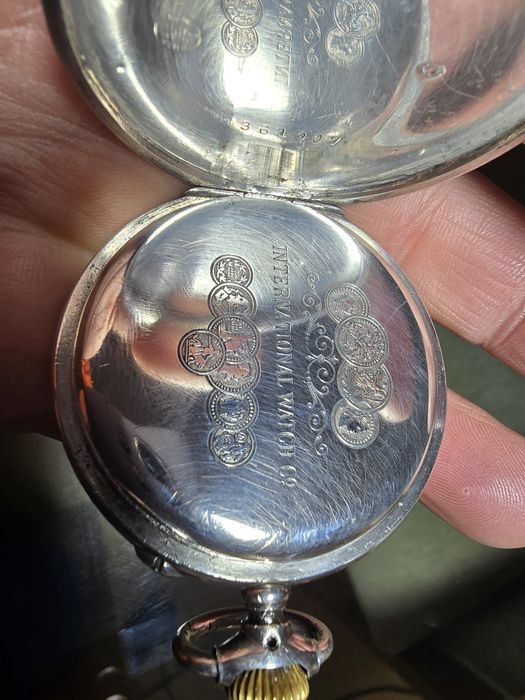 361907
INTERNATIONAL WATCH Cº